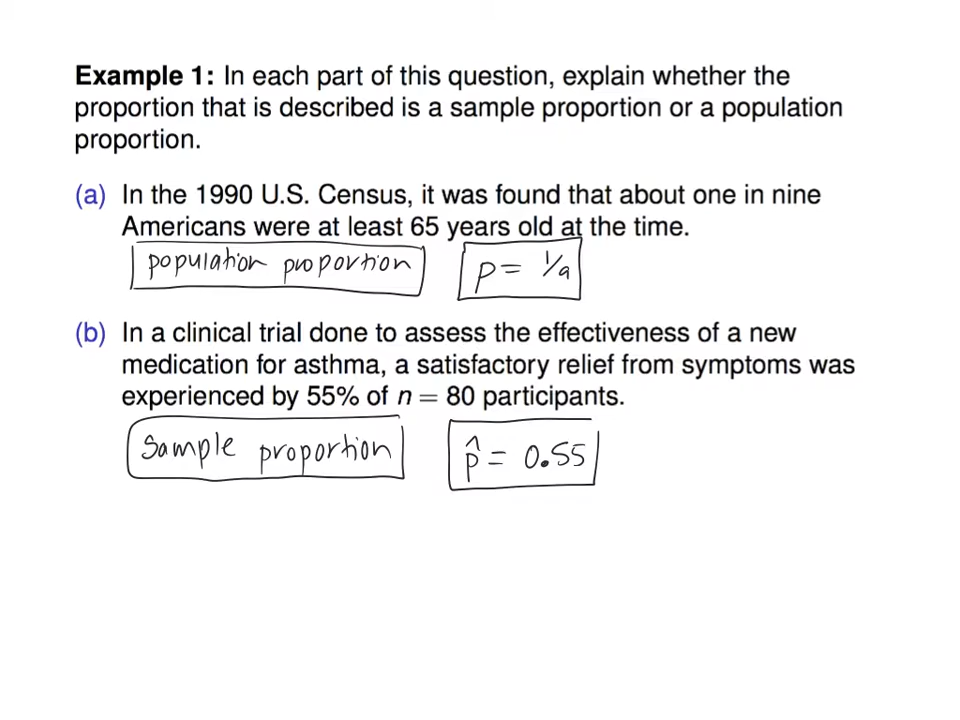 Example 1: In each part of this question, explain whether the
proportion that is described is a sample proportion or a population
proportion.
(a) In the 1990 U.S. Census, it was found that about one in nine
Americans were at least 65 years old at the time.
population proportion p = 1/9
(b) In a clinical trial done to assess the effectiveness of a new
medication for asthma, a satisfactory relief from symptoms was
experienced by 55% of n = 80 participants.
Sample proportion p̂ = 0.55